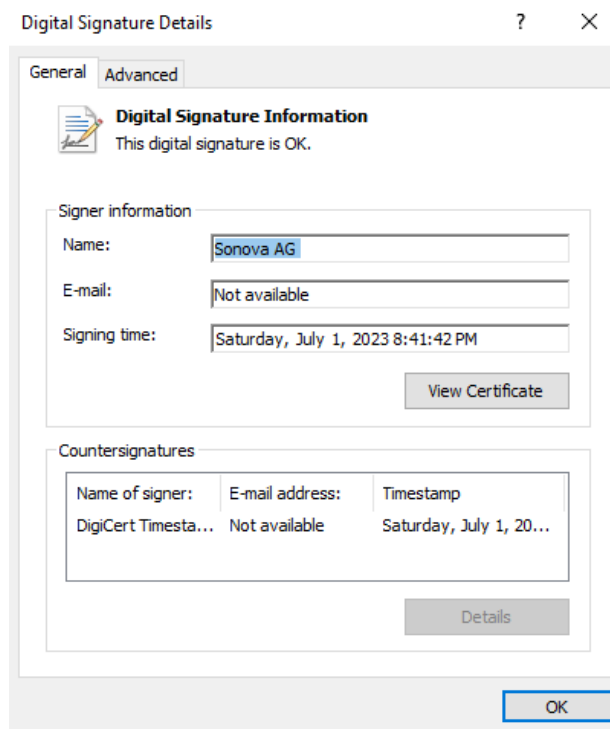 Digital Signature Details ? ×
General Advanced
Digital Signature Information
This digital signature is OK.
Signer information
Name: Sonova AG
E-mail: Not available
Signing time: Saturday, July 1, 2023 8:41:42 PM
View Certificate
Countersignatures
Name of signer: E-mail address: Timestamp
DigiCert Timesta... Not available Saturday, July 1, 20...
Details
OK